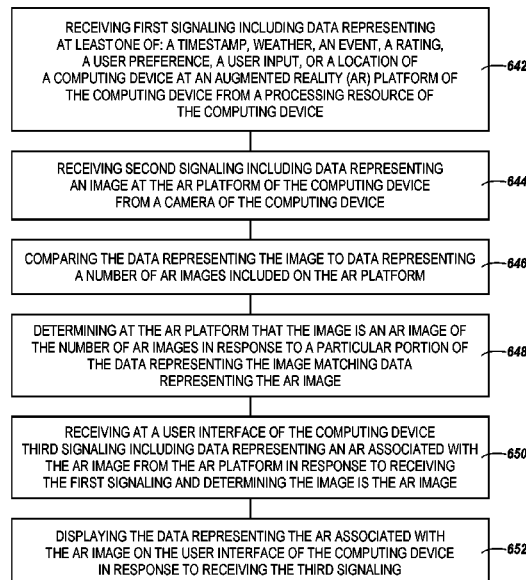 RECEIVING FIRST SIGNALING INCLUDING DATA REPRESENTING
AT LEAST ONE OF: A TIMESTAMP, WEATHER, AN EVENT, A RATING,
A USER PREFERENCE, A USER INPUT, OR A LOCATION OF
A COMPUTING DEVICE AT AN AUGMENTED REALITY (AR) PLATFORM OF
THE COMPUTING DEVICE FROM A PROCESSING RESOURCE OF
THE COMPUTING DEVICE
642
RECEIVING SECOND SIGNALING INCLUDING DATA REPRESENTING
AN IMAGE AT THE AR PLATFORM OF THE COMPUTING DEVICE
FROM A CAMERA OF THE COMPUTING DEVICE
644
COMPARING THE DATA REPRESENTING THE IMAGE TO DATA REPRESENTING
A NUMBER OF AR IMAGES INCLUDED ON THE AR PLATFORM
646
DETERMINING AT THE AR PLATFORM THAT THE IMAGE IS AN AR IMAGE OF
THE NUMBER OF AR IMAGES IN RESPONSE TO A PARTICULAR PORTION OF
THE DATA REPRESENTING THE IMAGE MATCHING DATA
REPRESENTING THE AR IMAGE
648
RECEIVING AT A USER INTERFACE OF THE COMPUTING DEVICE
THIRD SIGNALING INCLUDING DATA REPRESENTING AN AR ASSOCIATED WITH
THE AR IMAGE FROM THE AR PLATFORM IN RESPONSE TO RECEIVING
THE FIRST SIGNALING AND DETERMINING THE IMAGE IS THE AR IMAGE
650
DISPLAYING THE DATA REPRESENTING THE AR ASSOCIATED WITH
THE AR IMAGE ON THE USER INTERFACE OF THE COMPUTING DEVICE
IN RESPONSE TO RECEIVING THE THIRD SIGNALING
652